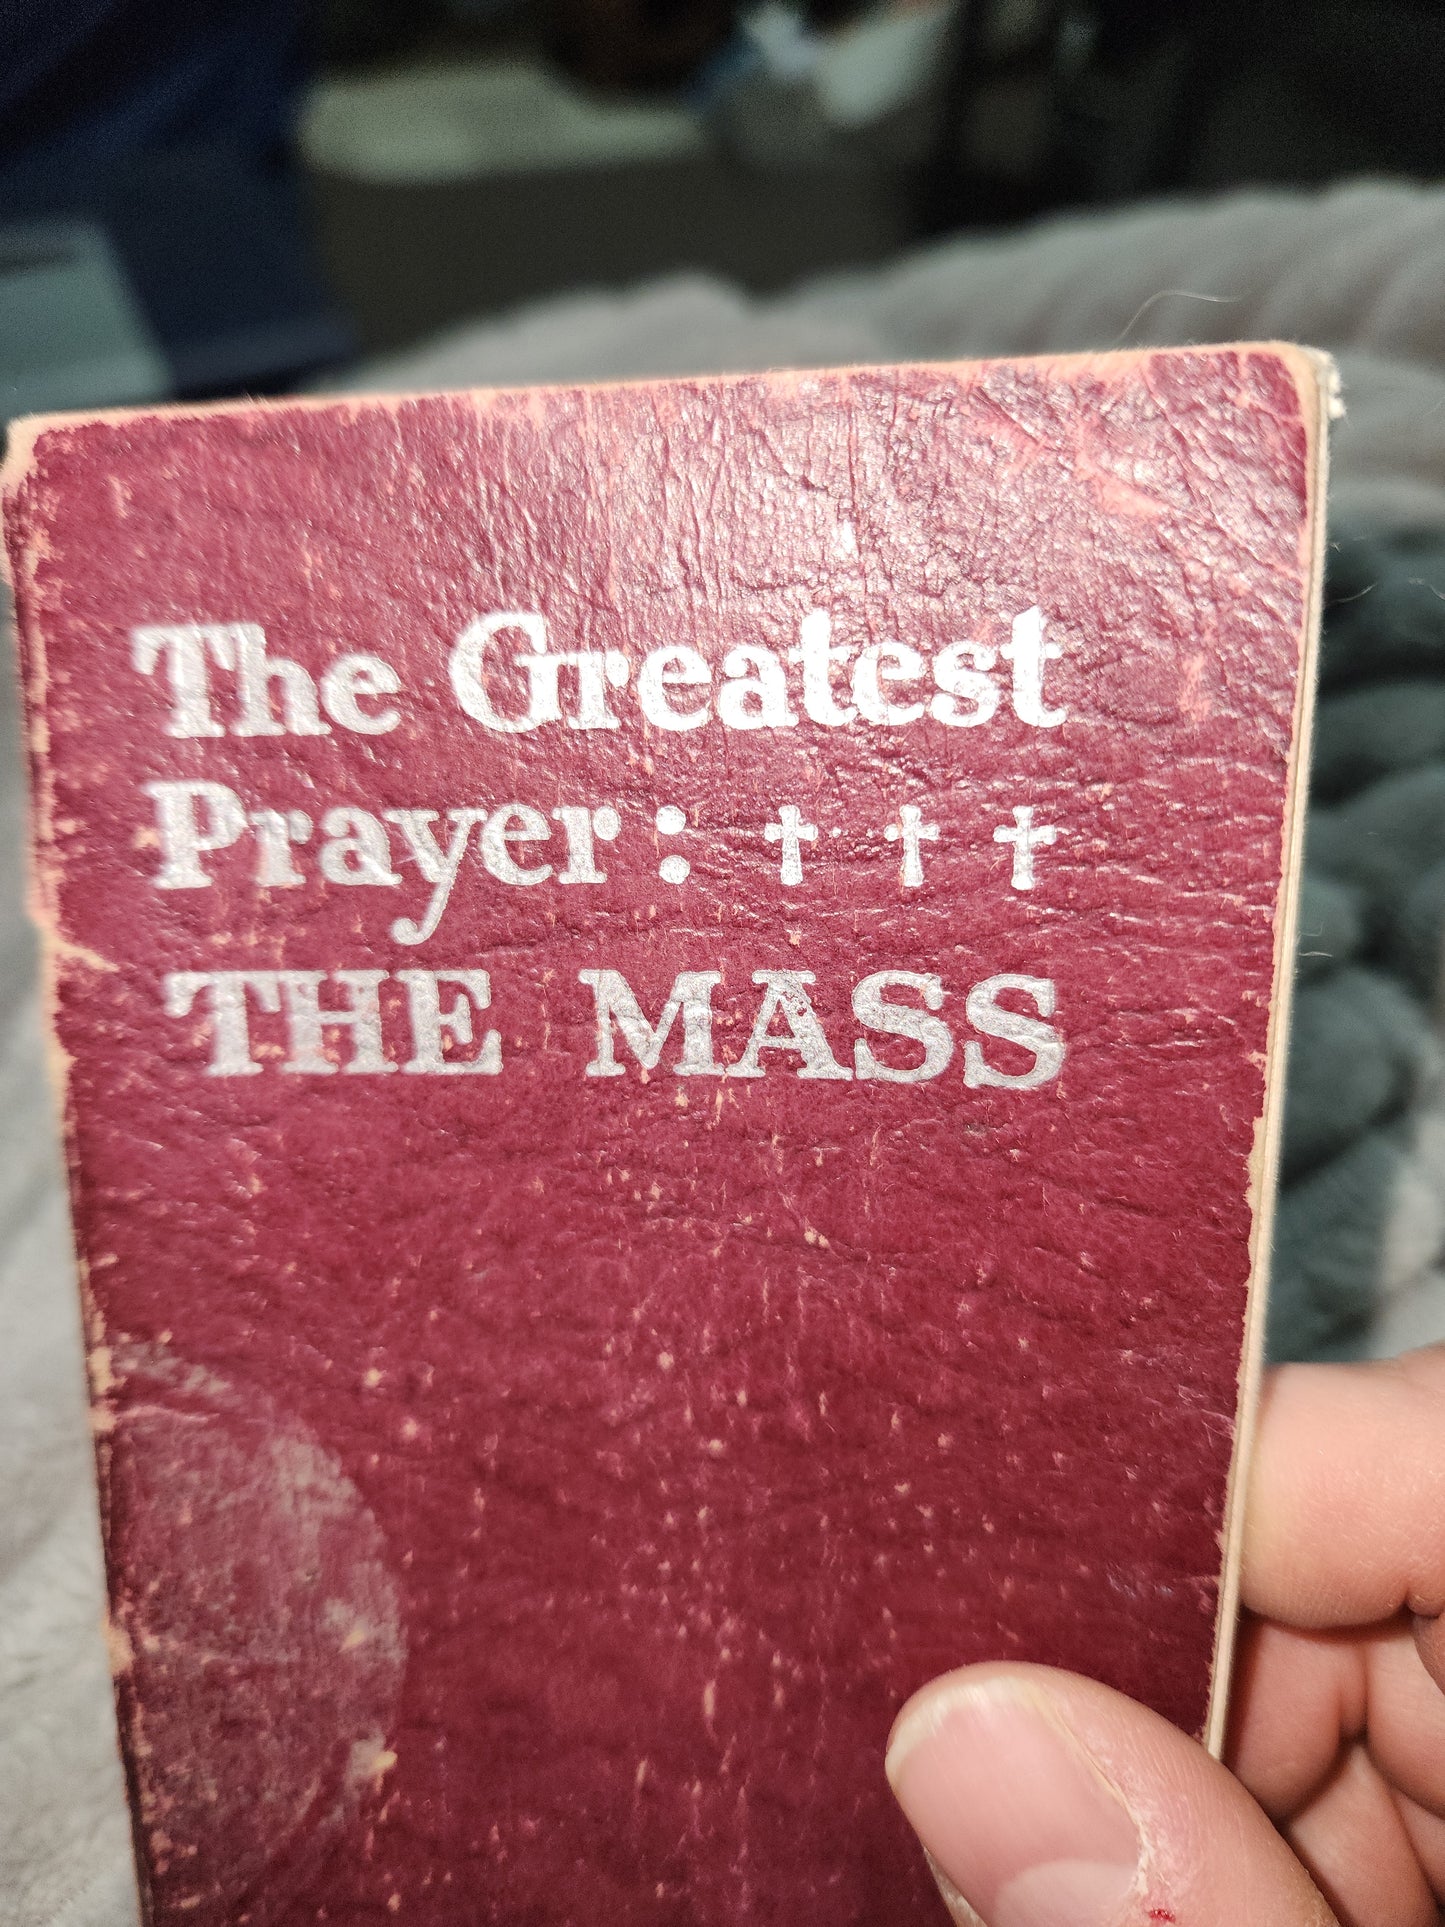 The Greatest
Prayer: † † †
THE MASS